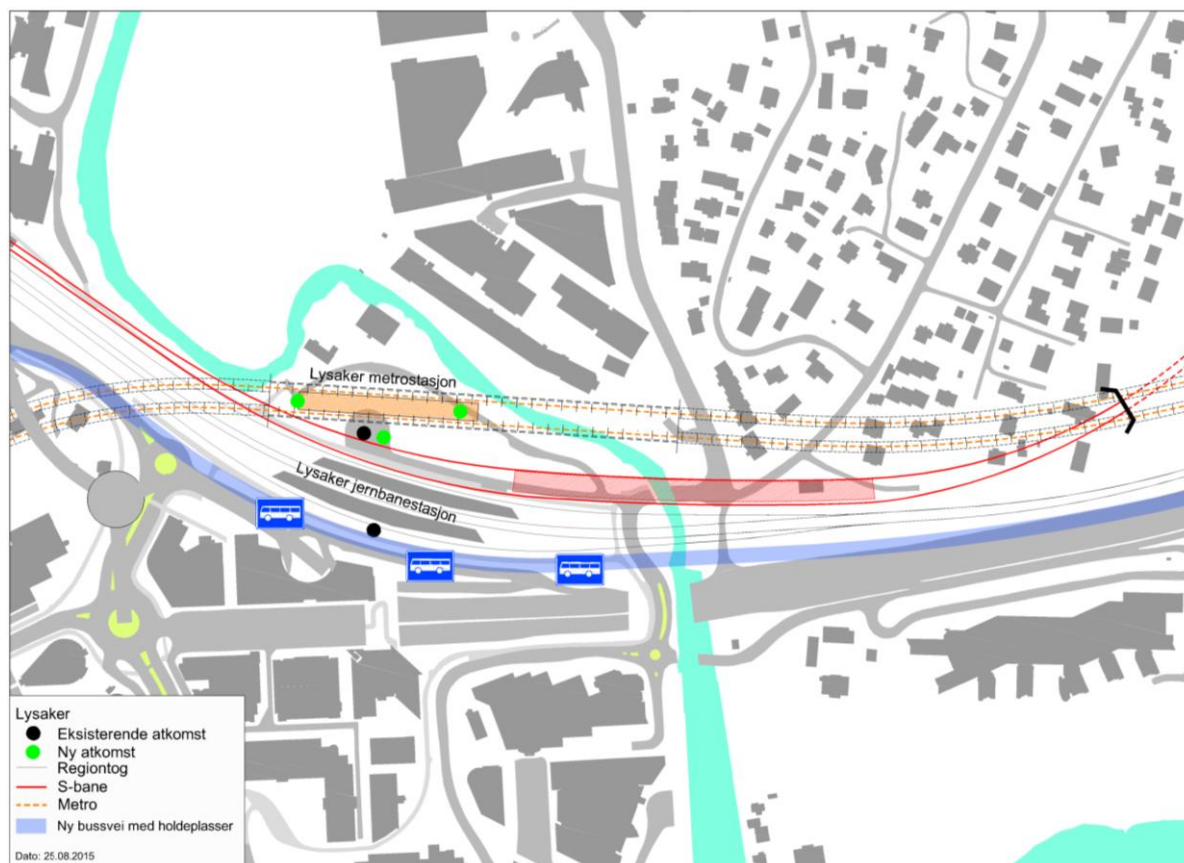 Lysaker metrostasjon
Lysaker jernbanestasjon
Lysaker
Eksisterende atkomst
Ny atkomst
Regiontog
S-bane
Metro
Ny bussvei med holdeplasser
Dato: 25.08.2015